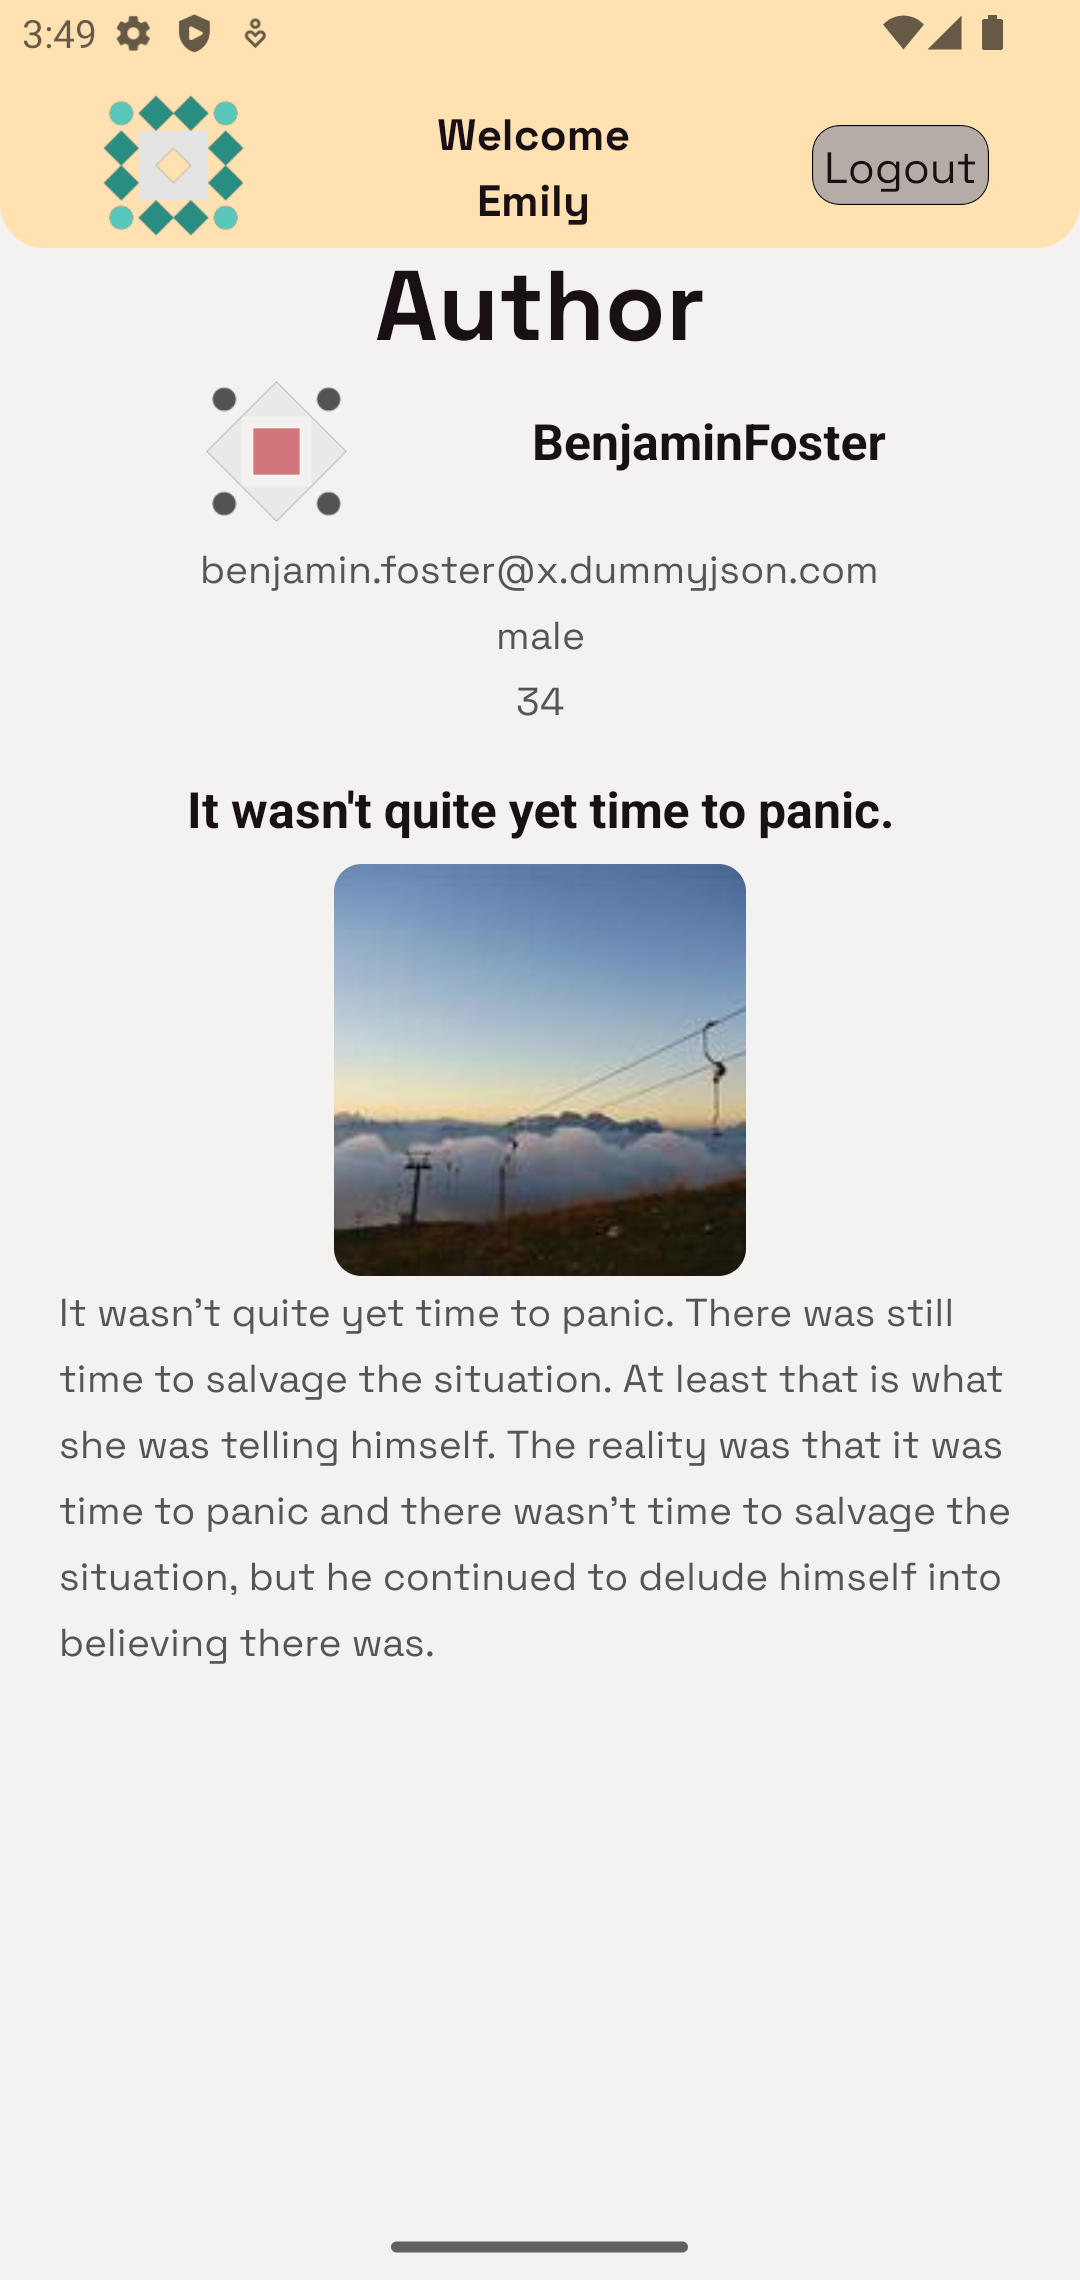 3:49
Welcome
Emily
Logout
Author
BenjaminFoster
benjamin.foster@x.dummyjson.com
male
34
It wasn't quite yet time to panic.
It wasn’t quite yet time to panic. There was still
time to salvage the situation. At least that is what
she was telling himself. The reality was that it was
time to panic and there wasn’t time to salvage the
situation, but he continued to delude himself into
believing there was.